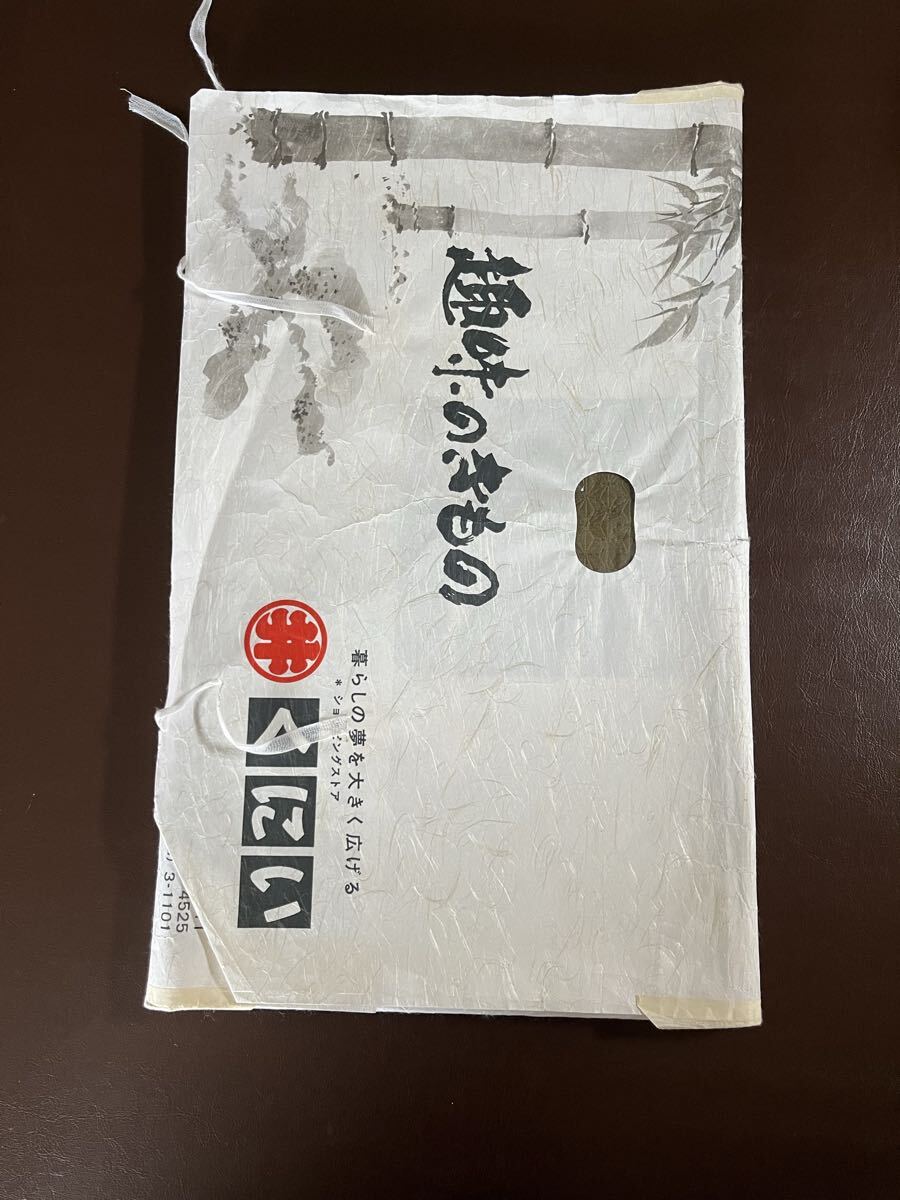 趣味のきもの
暮らしの夢を大きく広げる
*ショッピングストア
井
くにい
4525
3-1101